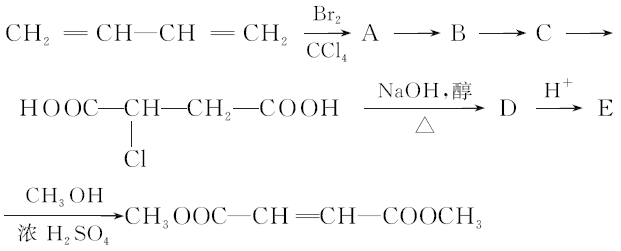 CH₂=CH—CH=CH₂ —Br₂/CCl₄→ A → B → C →
HOOC—CH(Cl)—CH₂—COOH —NaOH,醇/△→ D —H⁺→ E
—CH₃OH/浓 H₂SO₄→ CH₃OOC—CH=CH—COOCH₃